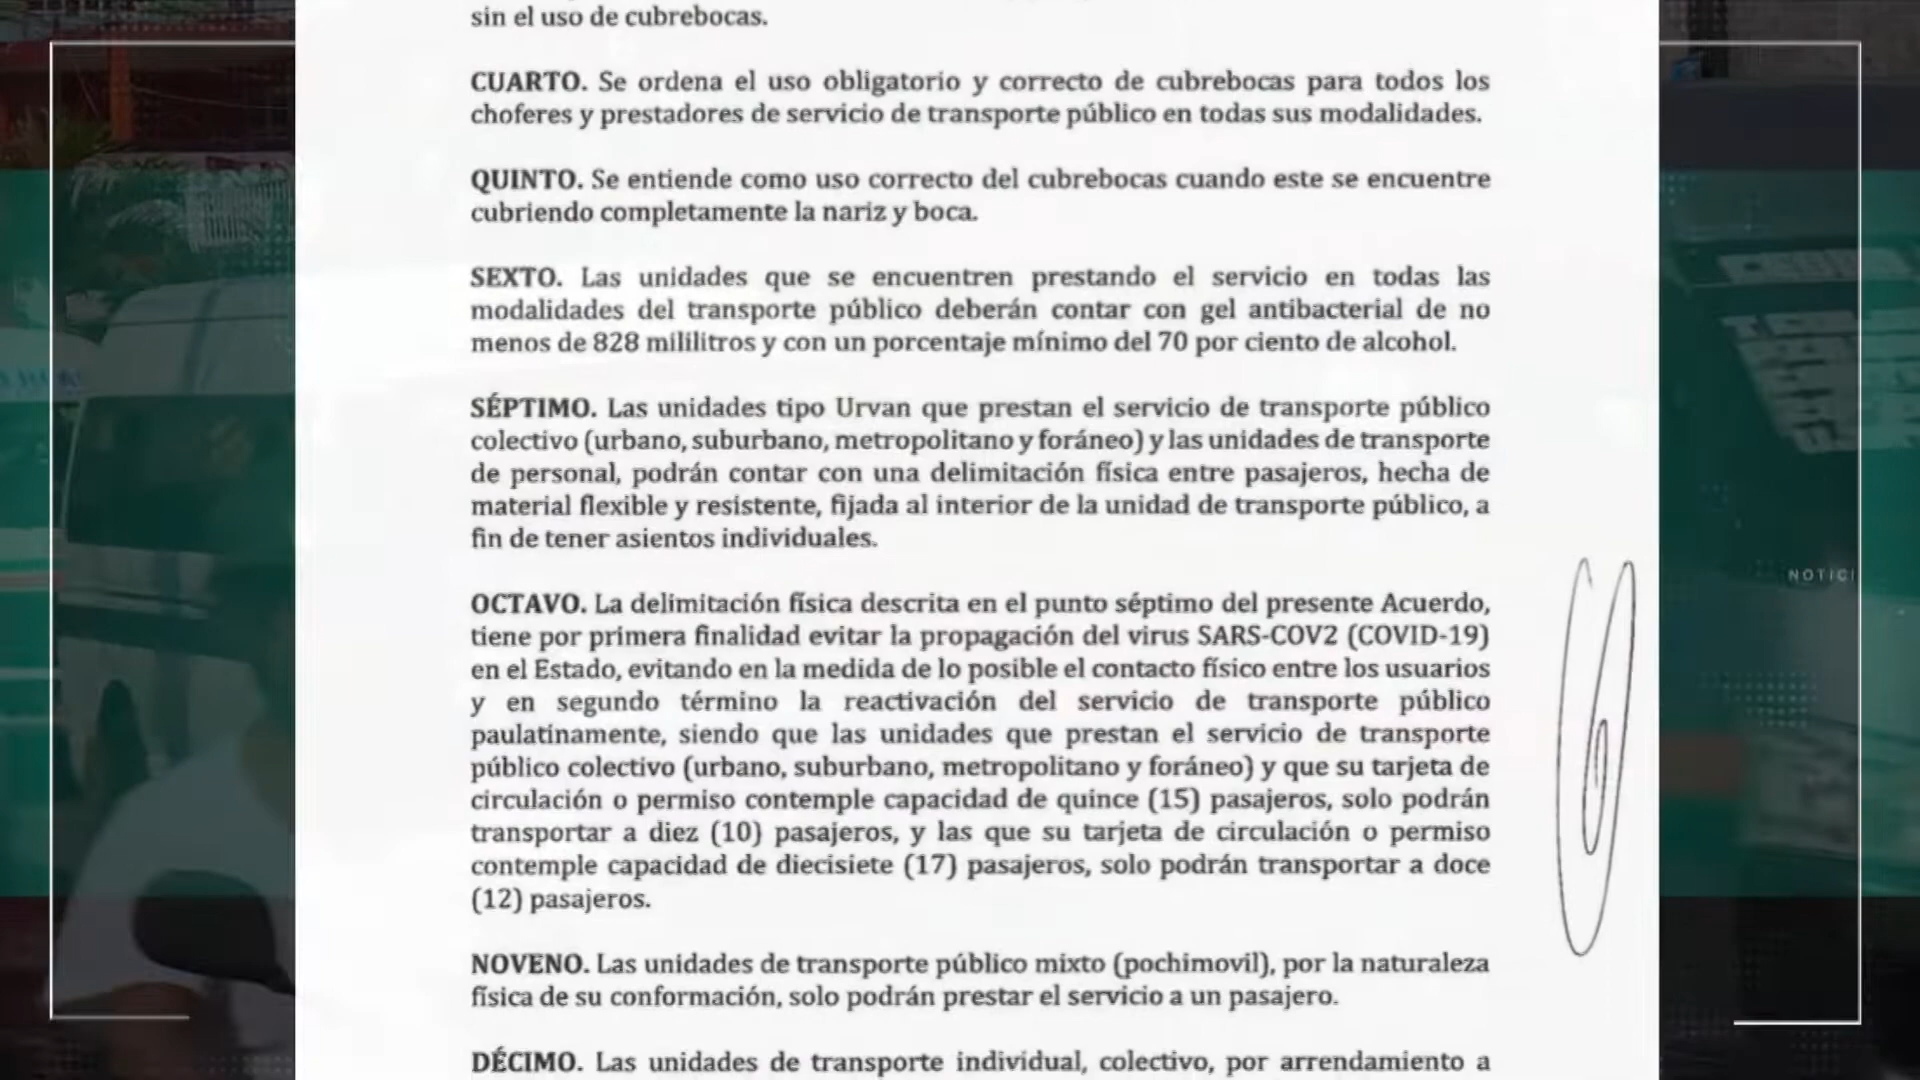 sin el uso de cubrebocas.
CUARTO. Se ordena el uso obligatorio y correcto de cubrebocas para todos los
choferes y prestadores de servicio de transporte público en todas sus modalidades.
QUINTO. Se entiende como uso correcto del cubrebocas cuando este se encuentre
cubriendo completamente la nariz y boca.
SEXTO. Las unidades que se encuentren prestando el servicio en todas las
modalidades del transporte público deberán contar con gel antibacterial de no
menos de 828 mililitros y con un porcentaje mínimo del 70 por ciento de alcohol.
SÉPTIMO. Las unidades tipo Urvan que prestan el servicio de transporte público
colectivo (urbano, suburbano, metropolitano y foráneo) y las unidades de transporte
de personal, podrán contar con una delimitación física entre pasajeros, hecha de
material flexible y resistente, fijada al interior de la unidad de transporte público, a
fin de tener asientos individuales.
OCTAVO. La delimitación física descrita en el punto séptimo del presente Acuerdo,
tiene por primera finalidad evitar la propagación del virus SARS-COV2 (COVID-19)
en el Estado, evitando en la medida de lo posible el contacto físico entre los usuarios
y en segundo término la reactivación del servicio de transporte público
paulatinamente, siendo que las unidades que prestan el servicio de transporte
público colectivo (urbano, suburbano, metropolitano y foráneo) y que su tarjeta de
circulación o permiso contemple capacidad de quince (15) pasajeros, solo podrán
transportar a diez (10) pasajeros, y las que su tarjeta de circulación o permiso
contemple capacidad de diecisiete (17) pasajeros, solo podrán transportar a doce
(12) pasajeros.
NOVENO. Las unidades de transporte público mixto (pochimovil), por la naturaleza
física de su conformación, solo podrán prestar el servicio a un pasajero.
DÉCIMO. Las unidades de transporte individual, colectivo, por arrendamiento a
NOTICI